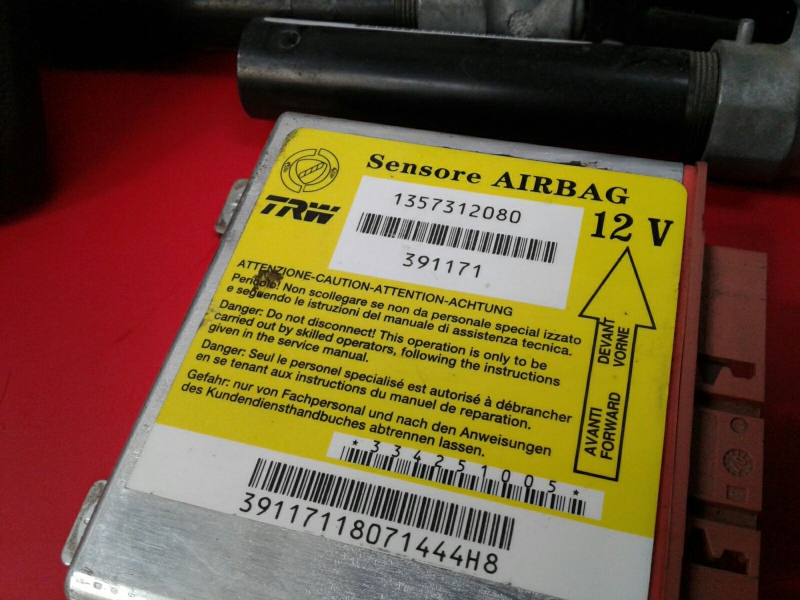 Sensore AIRBAG
TRW
1357312080
12 V
391171
ATTENZIONE-CAUTION-ATTENTION-ACHTUNG
Pericolo! Non scollegare se non da personale special izzato
e seguendo le istruzioni del manuale di assistenza tecnica.
Danger: Do not disconnect! This operation is only to be
carried out by skilled operators, following the instructions
given in the service manual.
Danger: Seul le personel specialisé est autorisé à débrancher
en se tenant aux instructions du manuel de reparation.
Gefahr: nur von Fachpersonal und nach den Anweisungen
des Kundendiensthandbuches abtrennen lassen.
AVANTI DEVANT
FORWARD VORNE
*334251005*
39117118071444H8